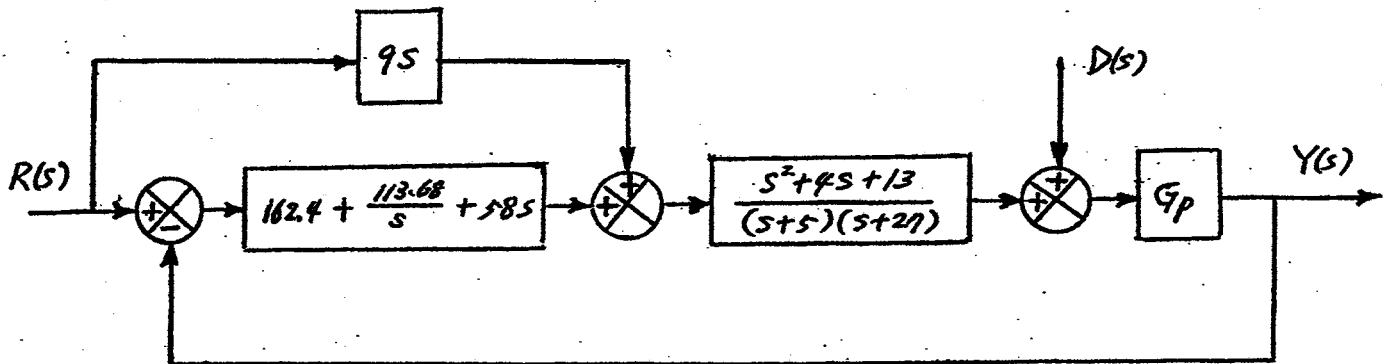 9s
D(s)
R(s)
Y(s)
+
+
+
−
162.4 + 113.68/s + 58s
+
s²+4s+13
(s+5)(s+27)
+
Gp